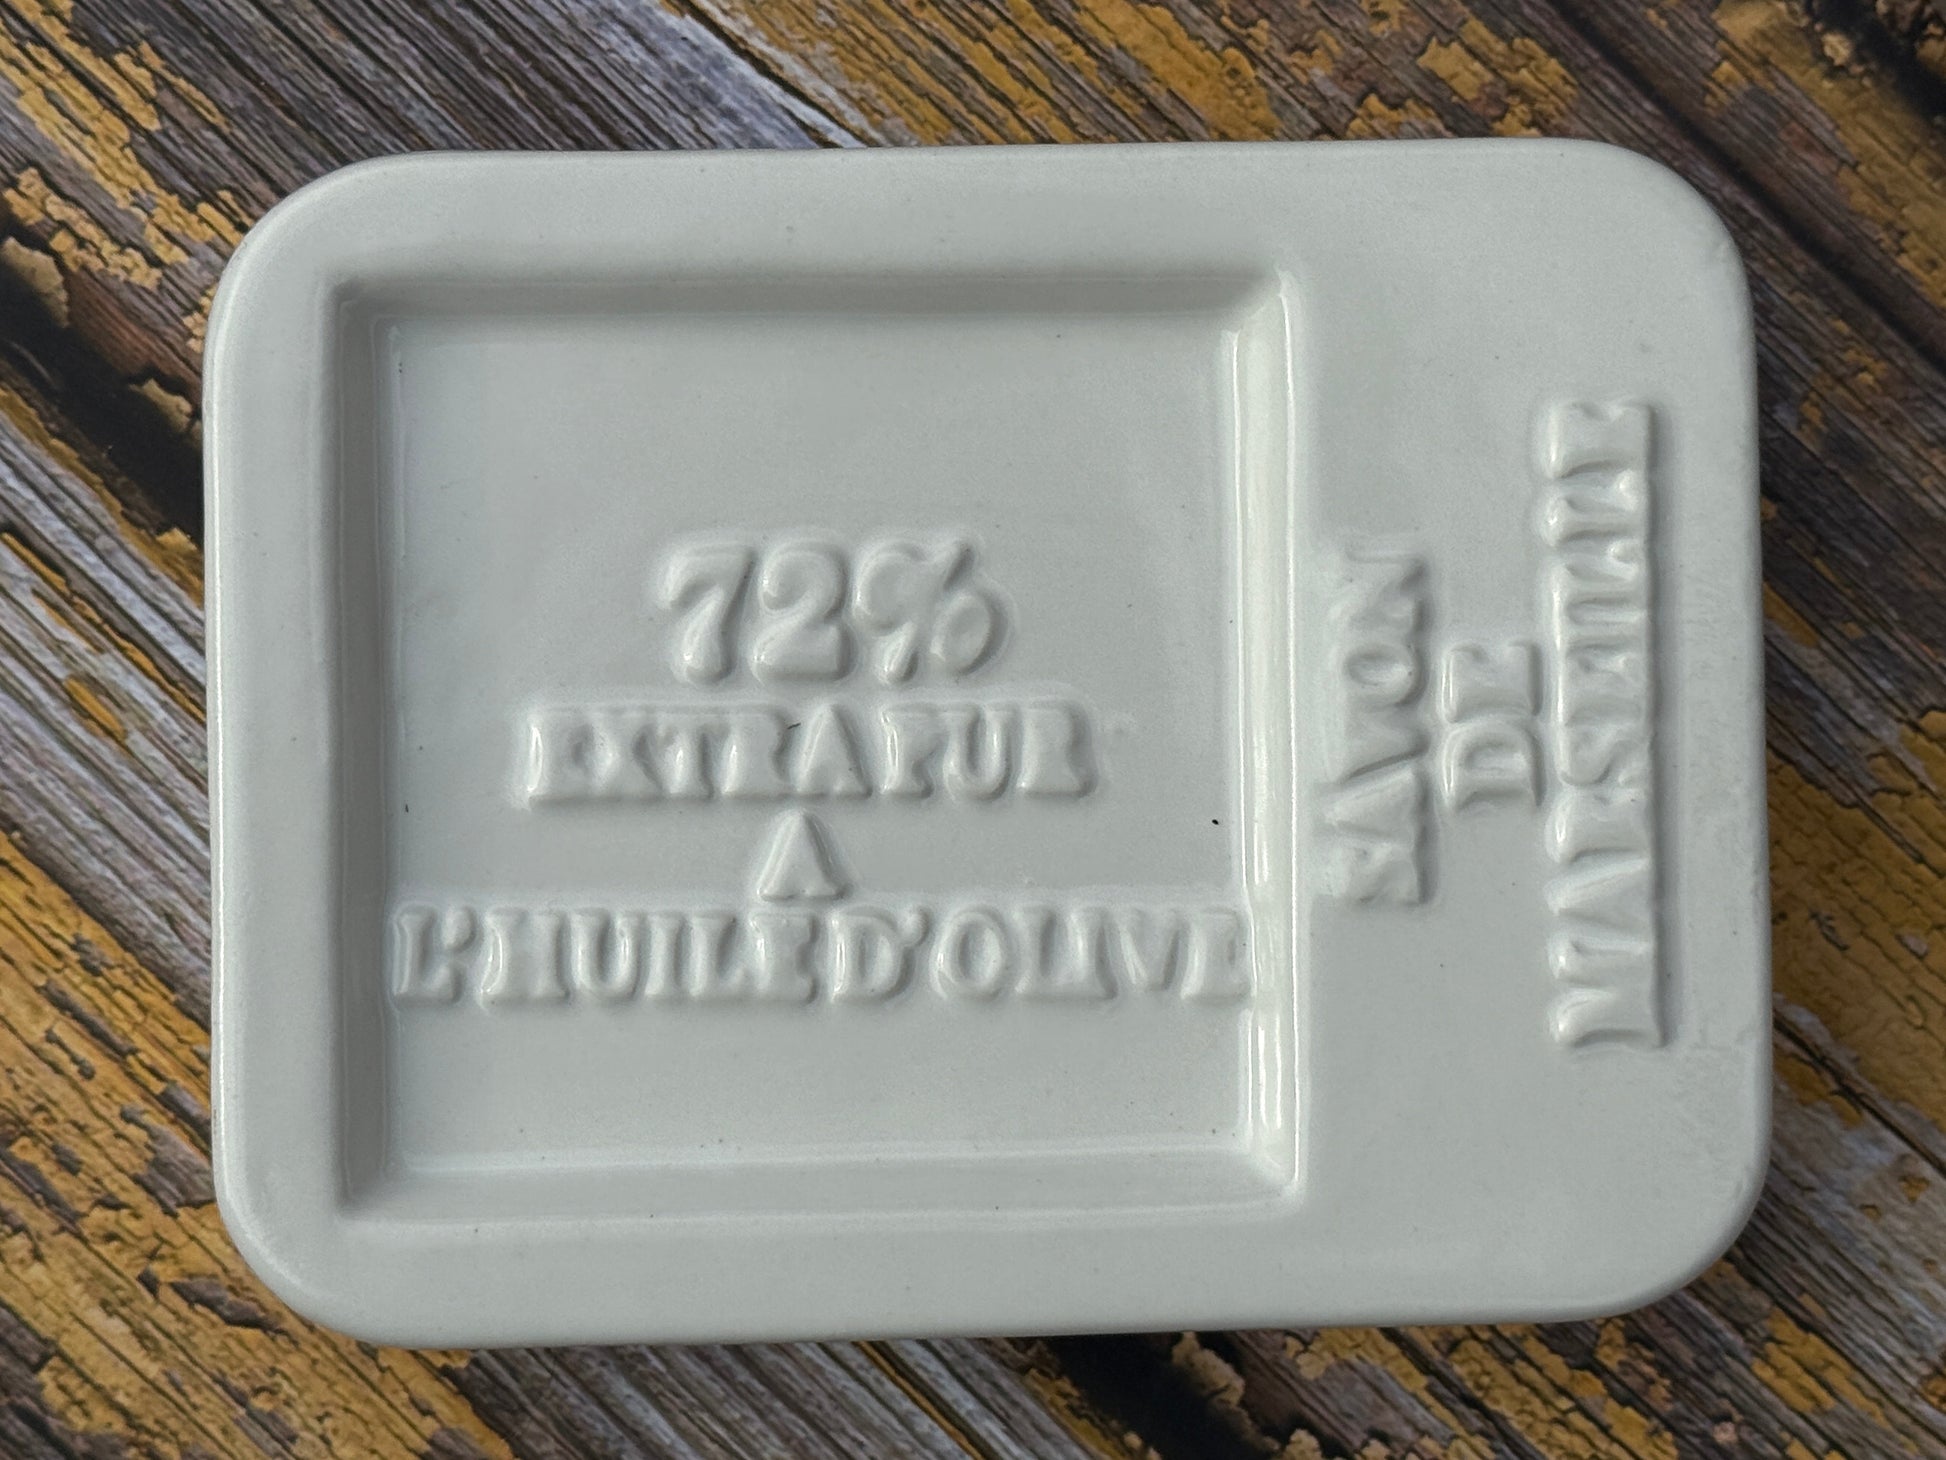 72%
EXTRA PUR
A
L'HUILE D'OLIVE
SAVON
DE
MARSEILLE